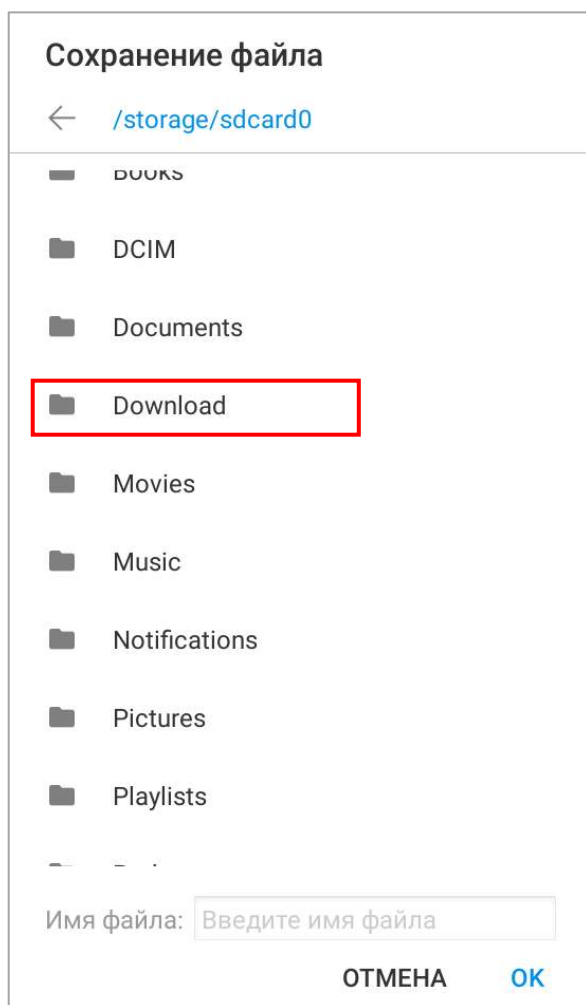 Сохранение файла
/storage/sdcard0
Books
DCIM
Documents
Download
Movies
Music
Notifications
Pictures
Playlists
Имя файла: Введите имя файла
ОТМЕНА OK